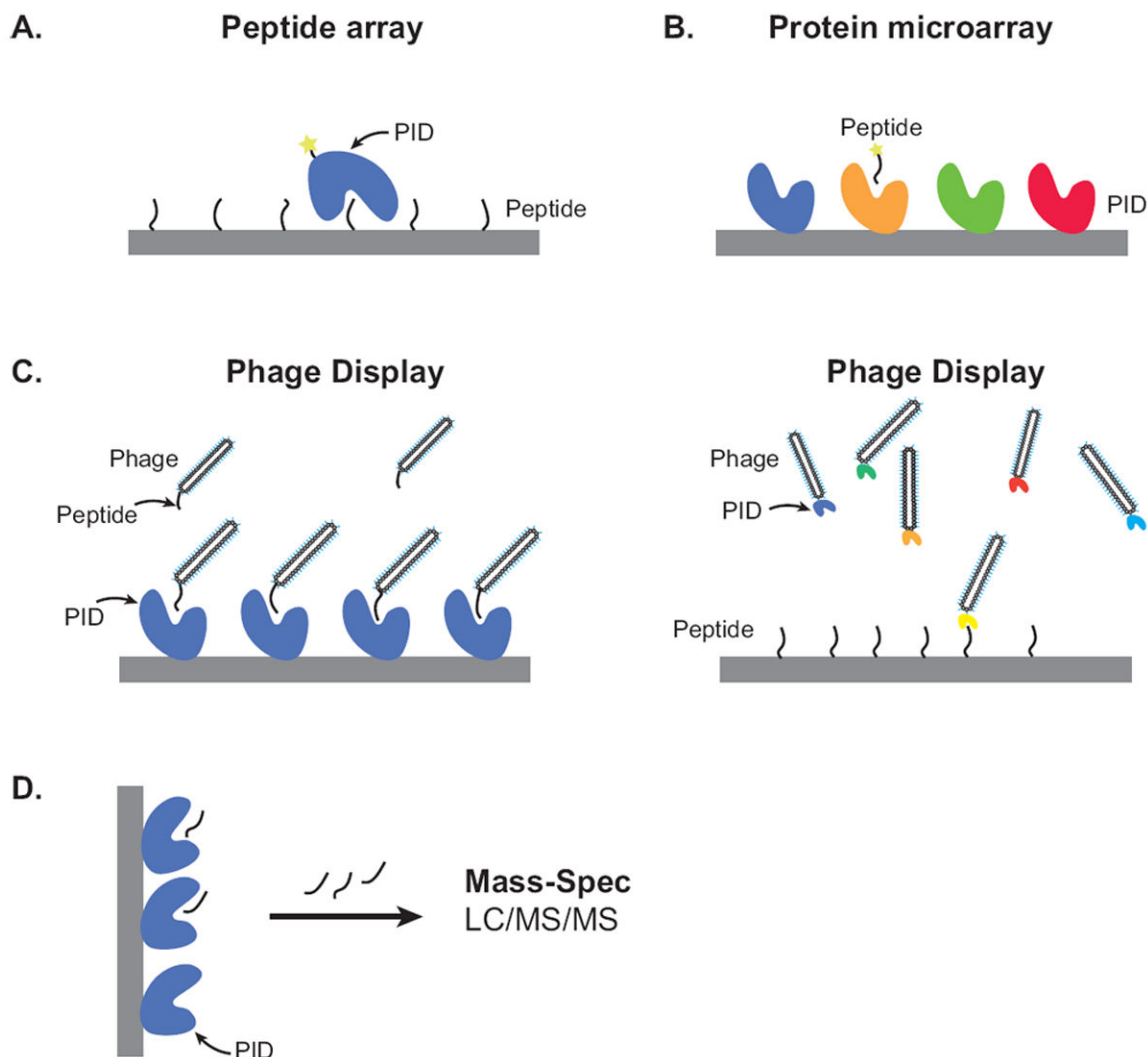 A.
Peptide array
PID
Peptide
B.
Protein microarray
Peptide
PID
C.
Phage Display
Phage
Peptide
PID
Phage Display
Phage
PID
Peptide
D.
PID
Mass-Spec
LC/MS/MS